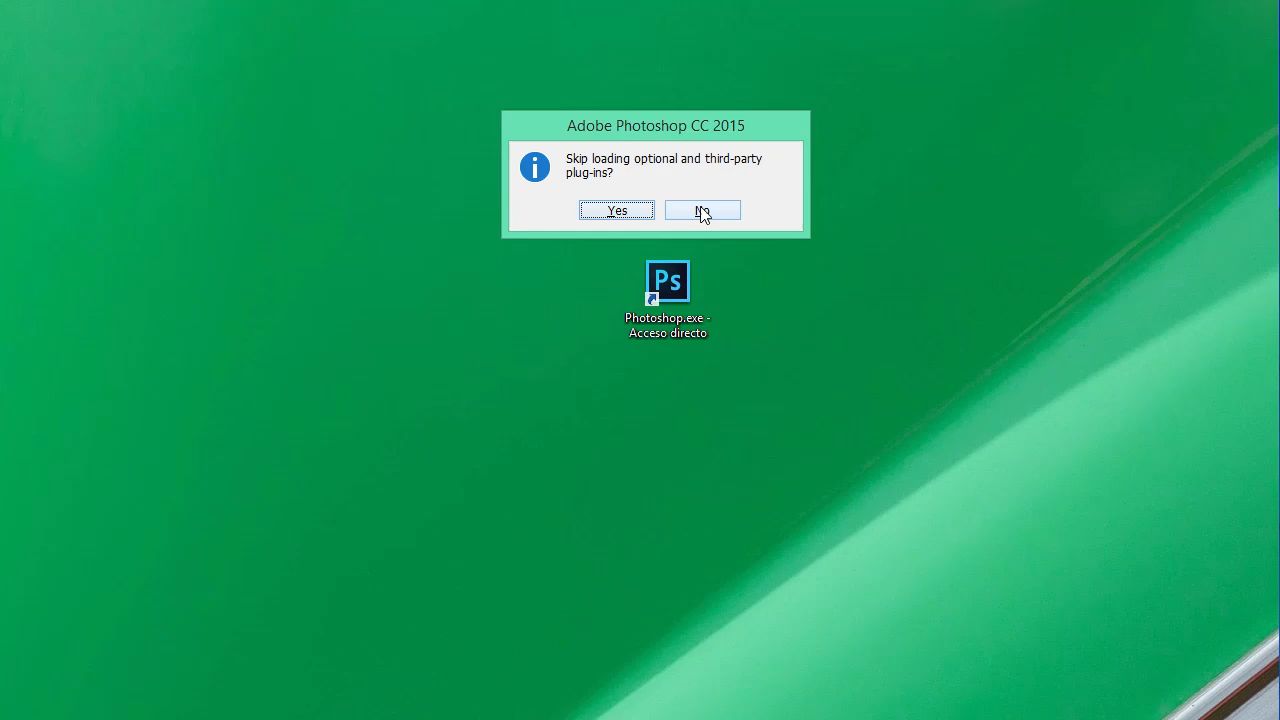 Adobe Photoshop CC 2015
Skip loading optional and third-party
plug-ins?
Yes
No
Ps
Photoshop.exe -
Acceso directo